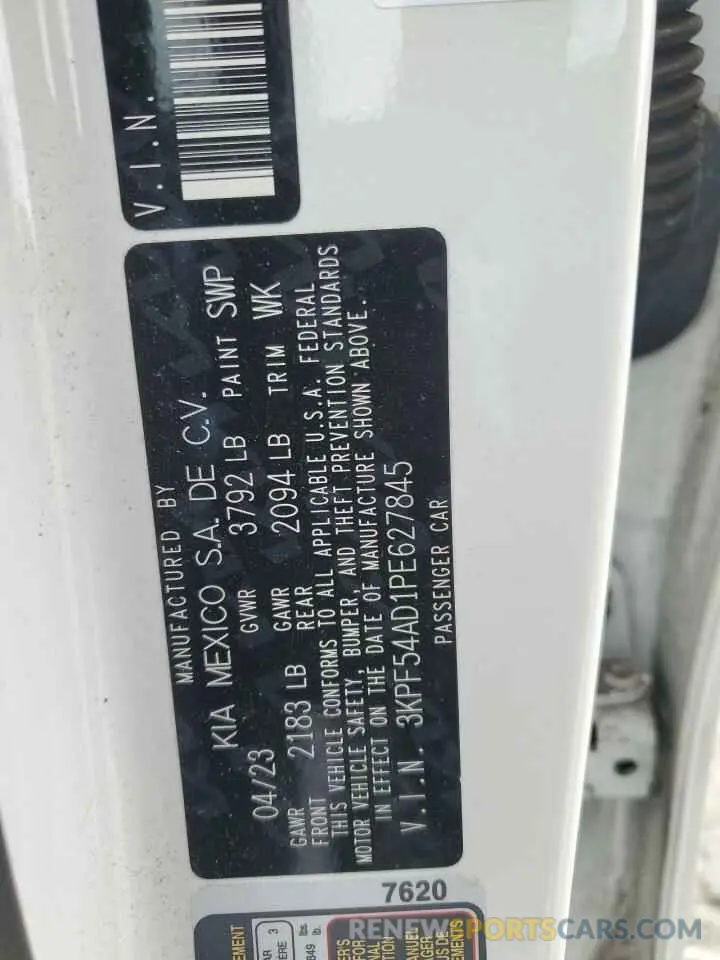 V.I.N.
MANUFACTURED BY
KIA MEXICO S.A. DE C.V.
04/23 GVWR 3792 LB PAINT SWP
GAWR FRONT 2183 LB GAWR REAR 2094 LB TRIM WK
THIS VEHICLE CONFORMS TO ALL APPLICABLE U.S.A. FEDERAL
MOTOR VEHICLE SAFETY, BUMPER, AND THEFT PREVENTION STANDARDS
IN EFFECT ON THE DATE OF MANUFACTURE SHOWN ABOVE.
V.I.N. 3KPF54AD1PE627845
PASSENGER CAR
7620
RENEWSPORTSCARS.COM